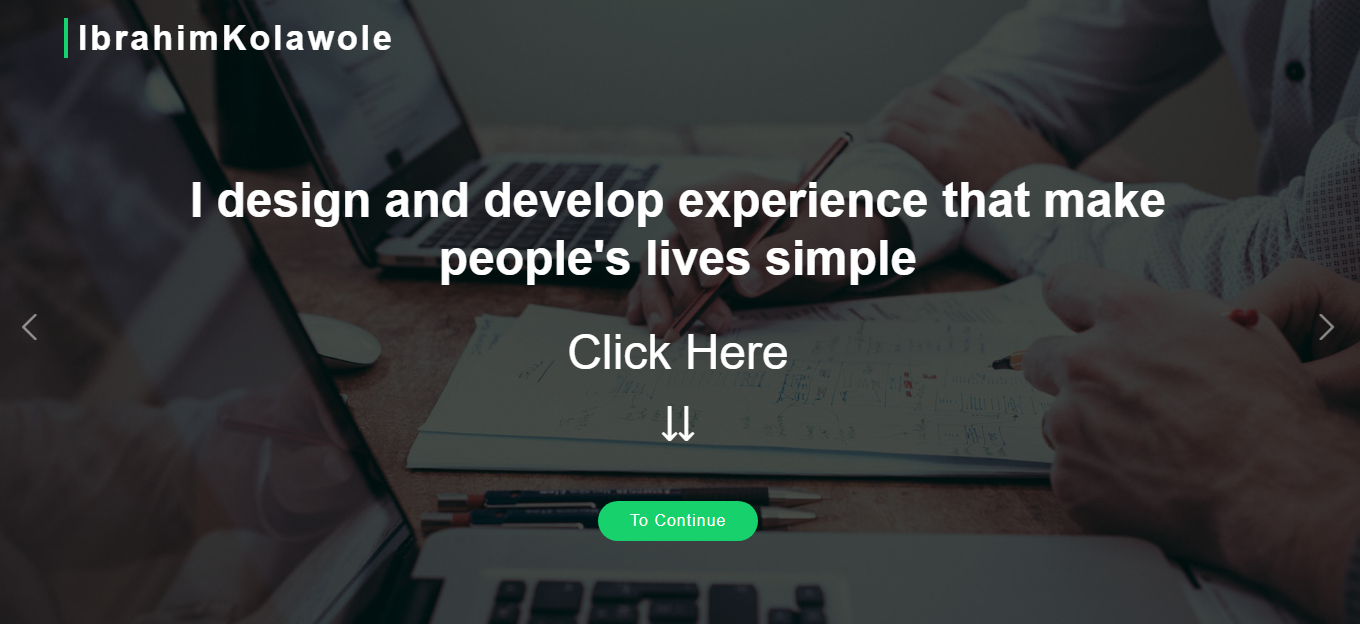 IbrahimKolawole
I design and develop experience that make
people's lives simple
Click Here
⇊
To Continue